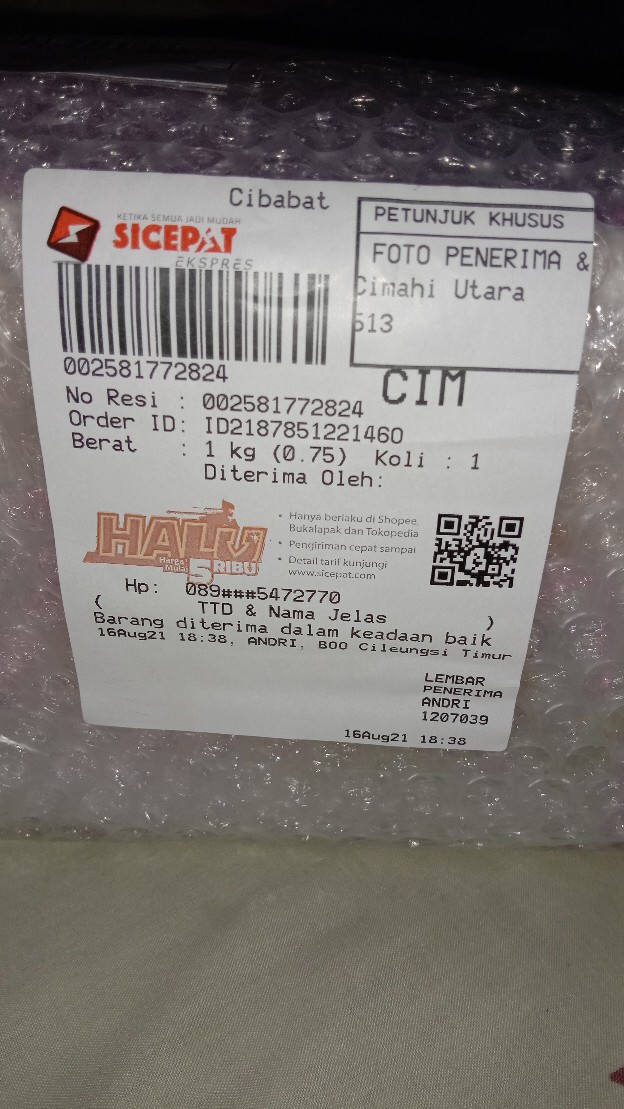 Cibabat
KETIKA SEMUA JADI MUDAH
SICEPAT
EKSPRES
PETUNJUK KHUSUS
FOTO PENERIMA &
Cimahi Utara
513
CIM
002581772824
No Resi : 002581772824
Order ID: ID2187851221460
Berat : 1 kg (0.75) Koli : 1
Diterima Oleh:
HALU
Harga Mulai 5 RIBU
• Hanya berlaku di Shopee,
Bukalapak dan Tokopedia
• Pengiriman cepat sampai
• Detail tarif kunjungi
www.sicepat.com
Hp: 089###5472770
( TTD & Nama Jelas )
Barang diterima dalam keadaan baik
16Aug21 18:38, ANDRI, BOO Cileungsi Timur
LEMBAR
PENERIMA
ANDRI
1207039
16Aug21 18:38